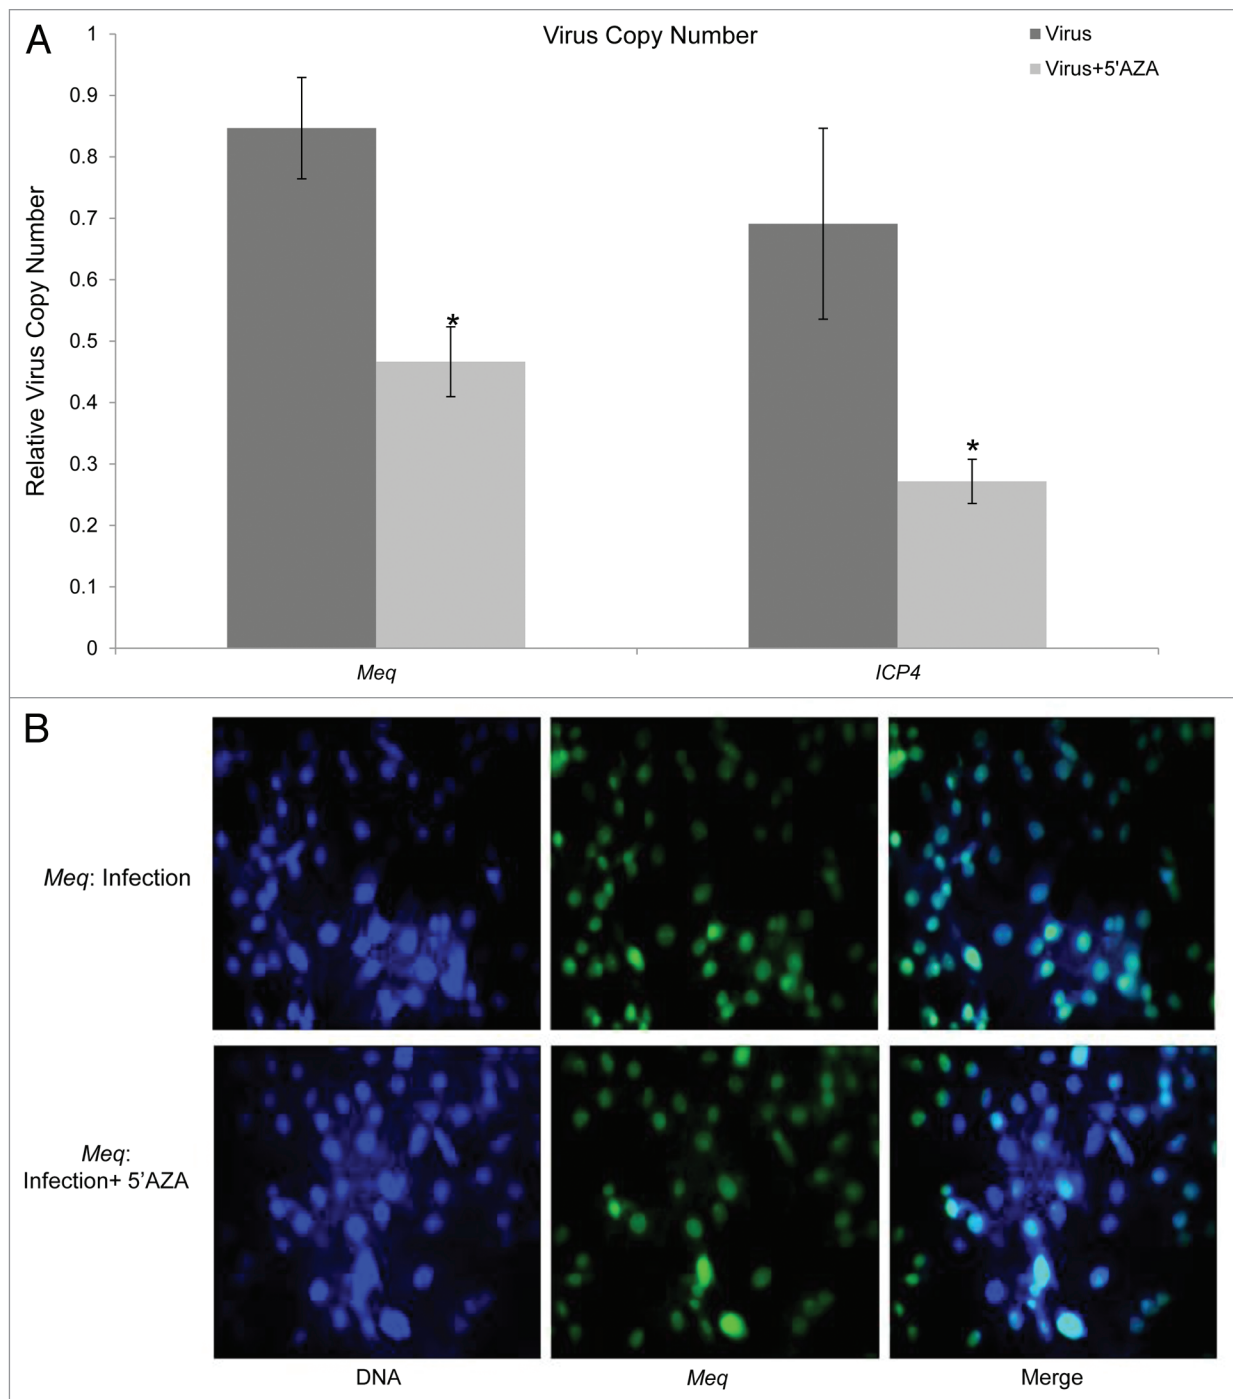 A
Virus Copy Number
Virus
Virus+5'AZA
Relative Virus Copy Number
1
0.9
0.8
0.7
0.6
0.5
0.4
0.3
0.2
0.1
0
*
*
Meq
ICP4
B
Meq: Infection
Meq:
Infection+ 5'AZA
DNA
Meq
Merge